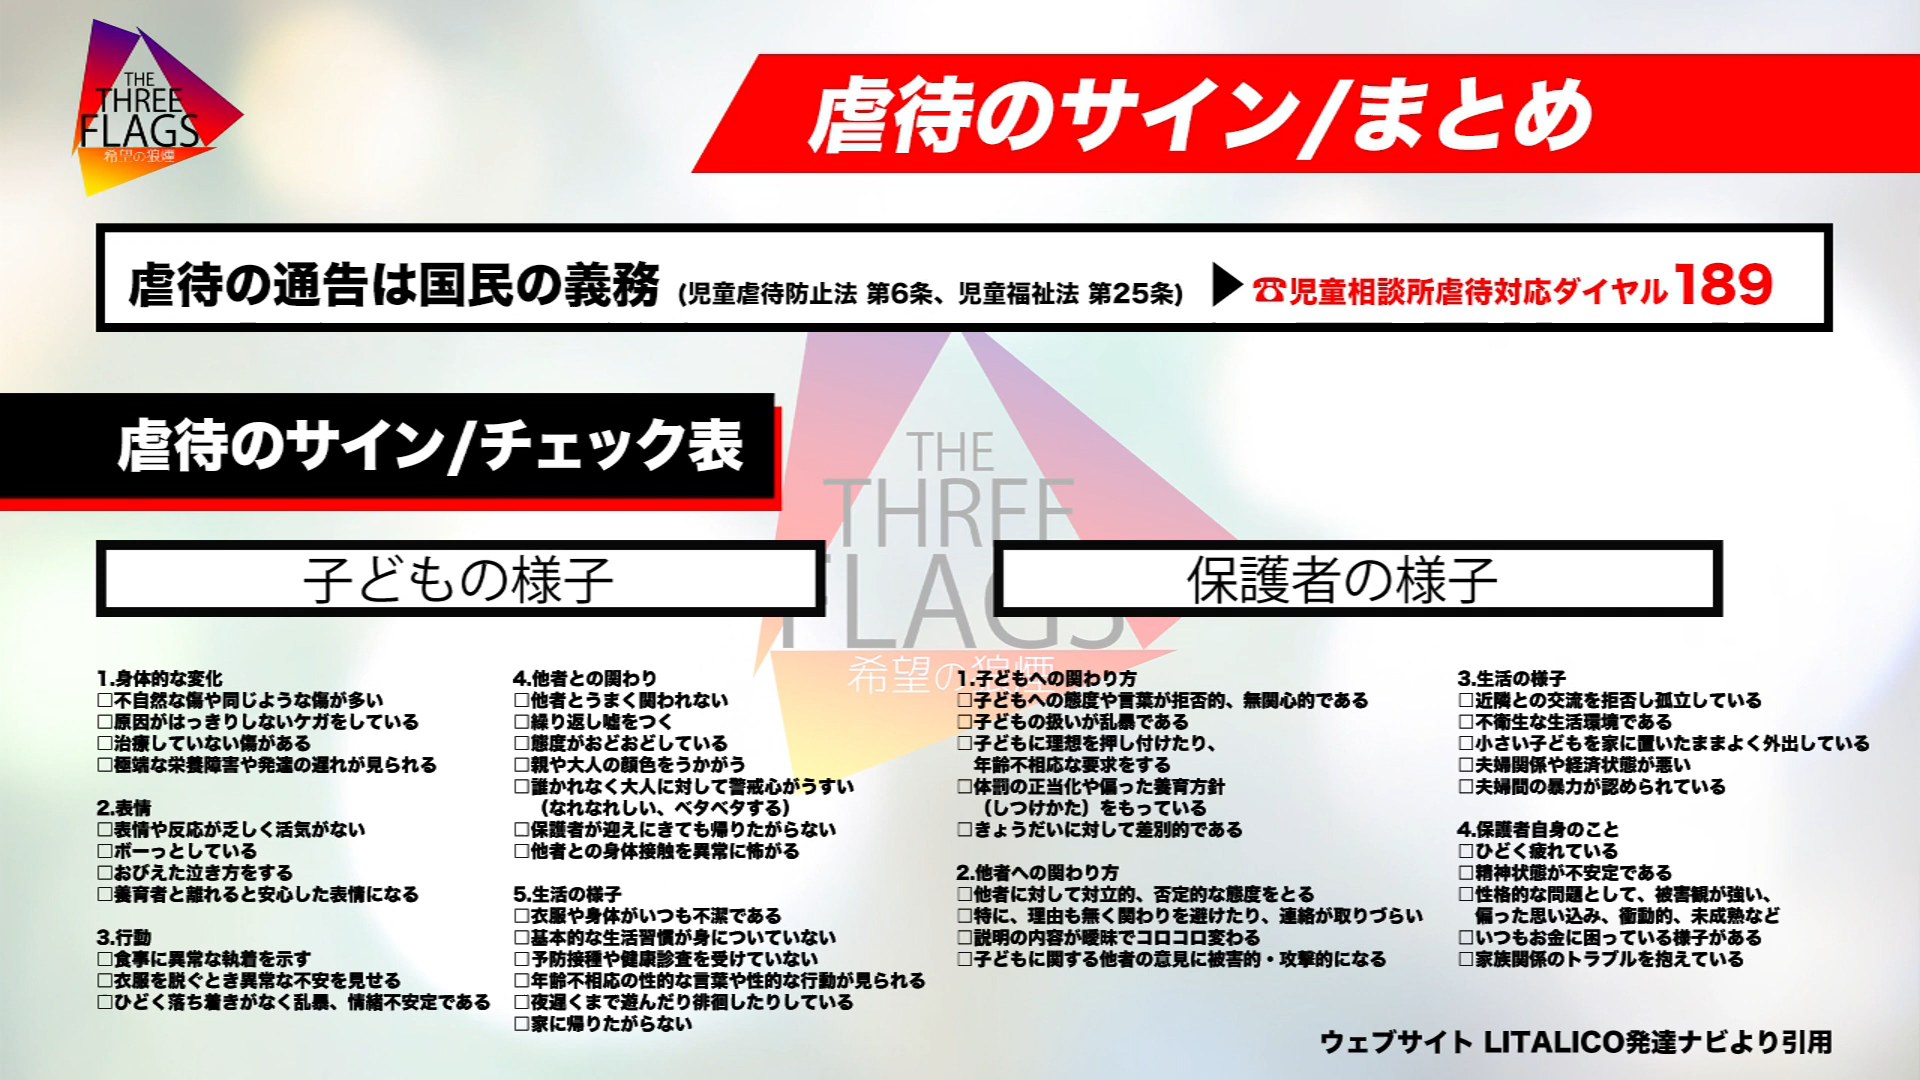 THE
THREE
FLAGS
希望の狼煙
虐待のサイン/まとめ
虐待の通告は国民の義務 (児童虐待防止法 第6条、児童福祉法 第25条) ▶☎児童相談所虐待対応ダイヤル189
虐待のサイン/チェック表
THE
THREE
FLAGS
希望の狼煙
子どもの様子
1.身体的な変化
□不自然な傷や同じような傷が多い
□原因がはっきりしないケガをしている
□治療していない傷がある
□極端な栄養障害や発達の遅れが見られる
2.表情
□表情や反応が乏しく活気がない
□ボーっとしている
□おびえた泣き方をする
□養育者と離れると安心した表情になる
3.行動
□食事に異常な執着を示す
□衣服を脱ぐとき異常な不安を見せる
□ひどく落ち着きがなく乱暴、情緒不安定である
4.他者との関わり
□他者とうまく関われない
□繰り返し嘘をつく
□態度がおどおどしている
□親や大人の顔色をうかがう
□誰かれなく大人に対して警戒心がうすい
（なれなれしい、ベタベタする）
□保護者が迎えにきても帰りたがらない
□他者との身体接触を異常に怖がる
5.生活の様子
□衣服や身体がいつも不潔である
□基本的な生活習慣が身についていない
□予防接種や健康診査を受けていない
□年齢不相応の性的な言葉や性的な行動が見られる
□夜遅くまで遊んだり徘徊したりしている
□家に帰りたがらない
保護者の様子
1.子どもへの関わり方
□子どもへの態度や言葉が拒否的、無関心的である
□子どもの扱いが乱暴である
□子どもに理想を押し付けたり、
年齢不相応な要求をする
□体罰の正当化や偏った養育方針
（しつけかた）をもっている
□きょうだいに対して差別的である
2.他者への関わり方
□他者に対して対立的、否定的な態度をとる
□特に、理由も無く関わりを避けたり、連絡が取りづらい
□説明の内容が曖昧でコロコロ変わる
□子どもに関する他者の意見に被害的・攻撃的になる
3.生活の様子
□近隣との交流を拒否し孤立している
□不衛生な生活環境である
□小さい子どもを家に置いたままよく外出している
□夫婦関係や経済状態が悪い
□夫婦間の暴力が認められている
4.保護者自身のこと
□ひどく疲れている
□精神状態が不安定である
□性格的な問題として、被害観が強い、
偏った思い込み、衝動的、未成熟など
□いつもお金に困っている様子がある
□家族関係のトラブルを抱えている
ウェブサイト LITALICO発達ナビより引用